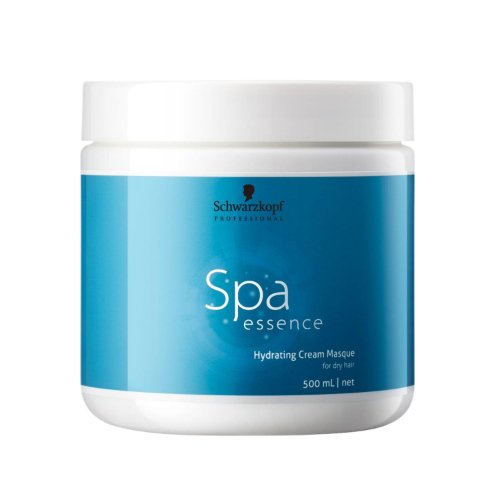 Schwarzkopf
PROFESSIONAL
Spa
essence
Hydrating Cream Masque
for dry hair
500 mL | net